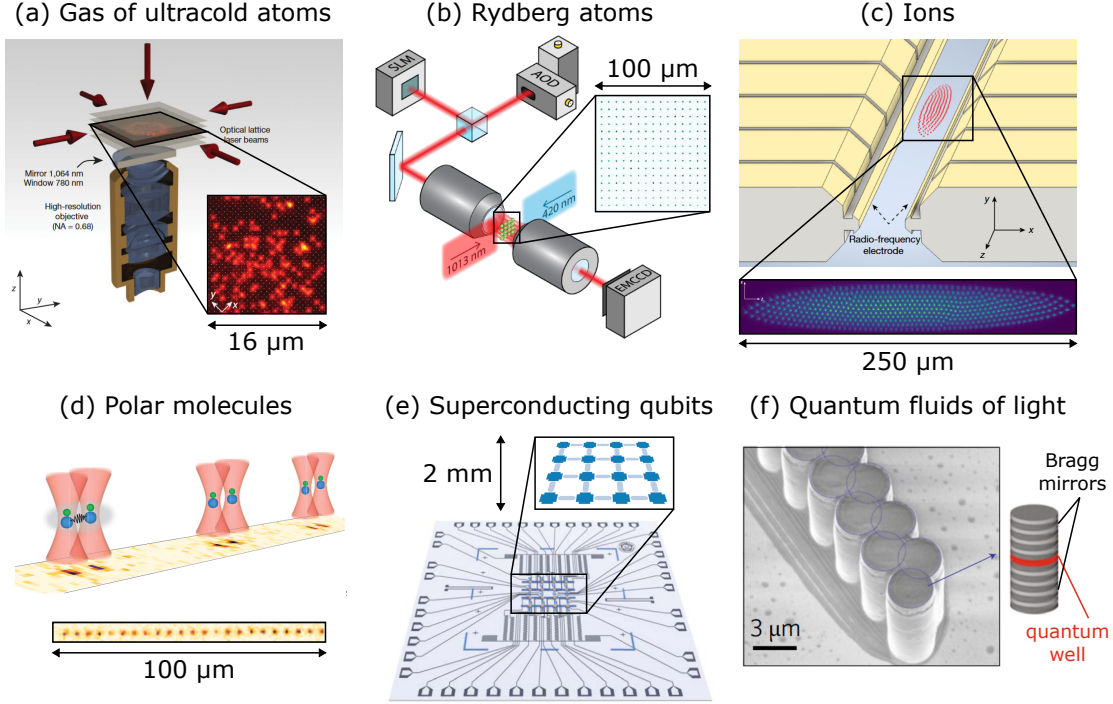 (a) Gas of ultracold atoms
Optical lattice
laser beams
Mirror 1,064 nm
Window 780 nm
High-resolution
objective
(NA = 0.68)
z
y
x
y
x
16 μm
(b) Rydberg atoms
SLM
AOD
100 μm
420 nm
1013 nm
EMCCD
(c) Ions
Radio-frequency
electrode
y
x
z
250 μm
(d) Polar molecules
100 μm
(e) Superconducting qubits
2 mm
(f) Quantum fluids of light
Bragg
mirrors
3 μm
quantum
well